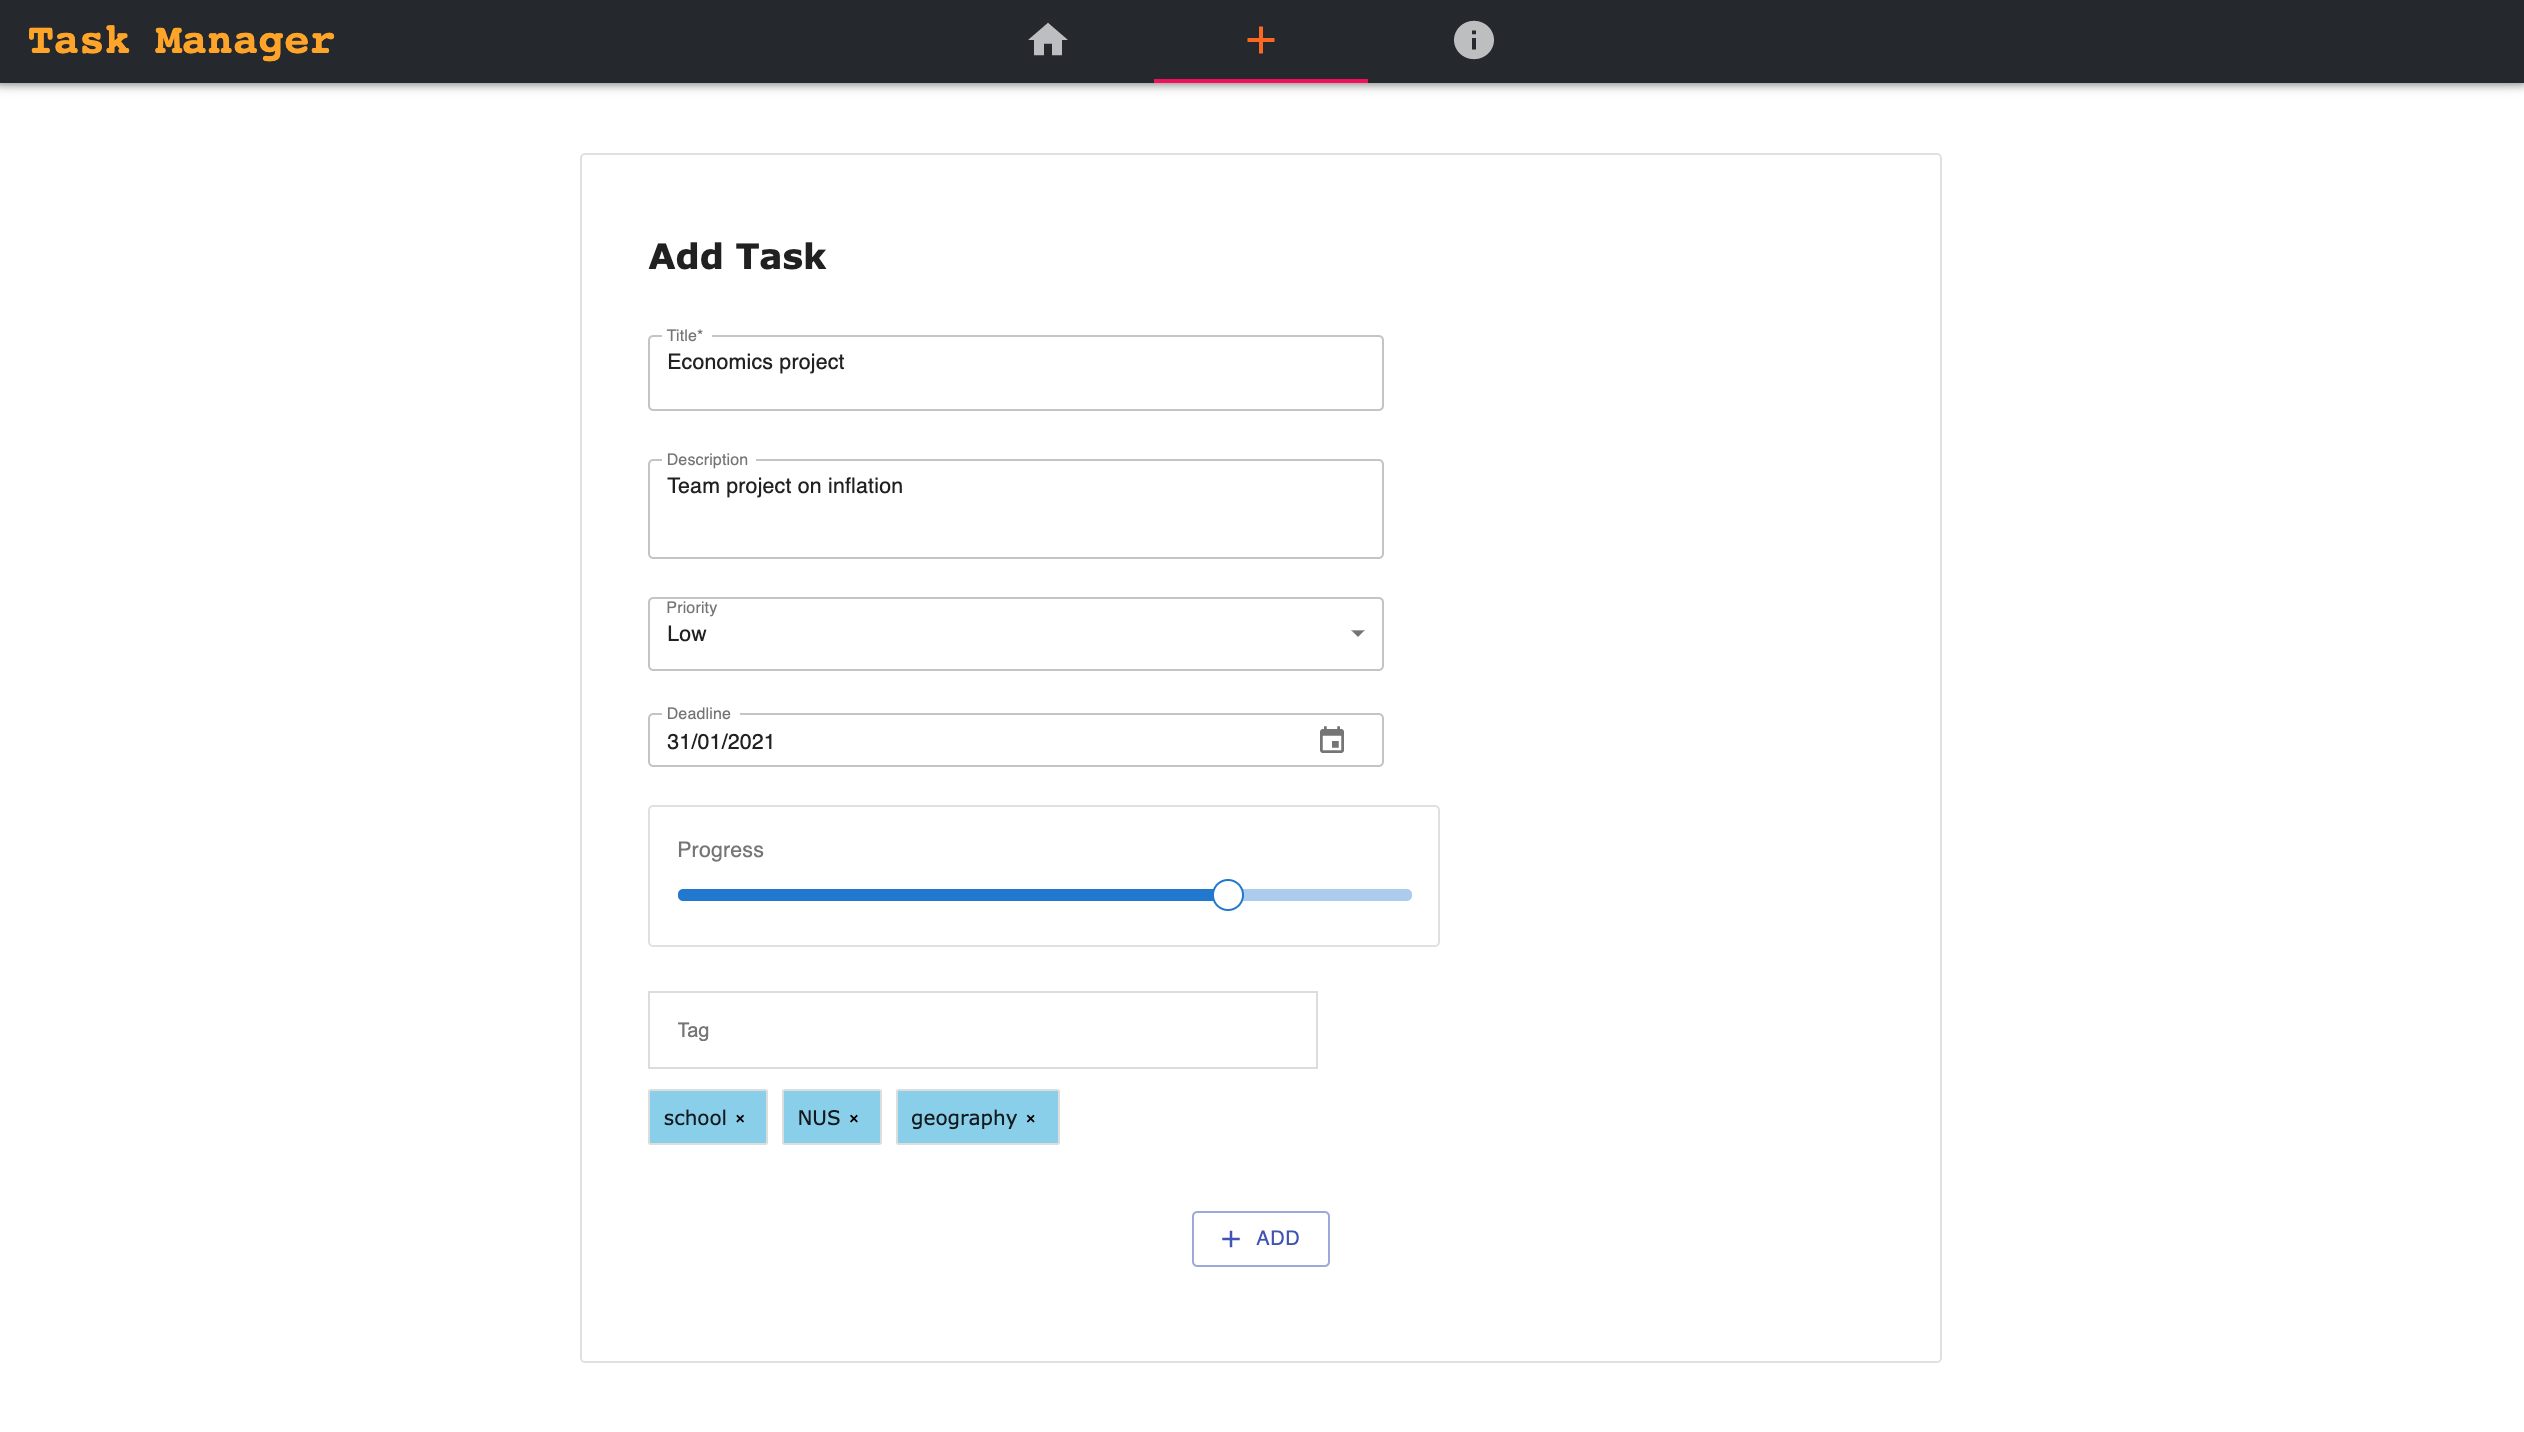 Task Manager
Add Task
Title*
Economics project
Description
Team project on inflation
Priority
Low
Deadline
31/01/2021
Progress
Tag
school × NUS × geography ×
+ ADD